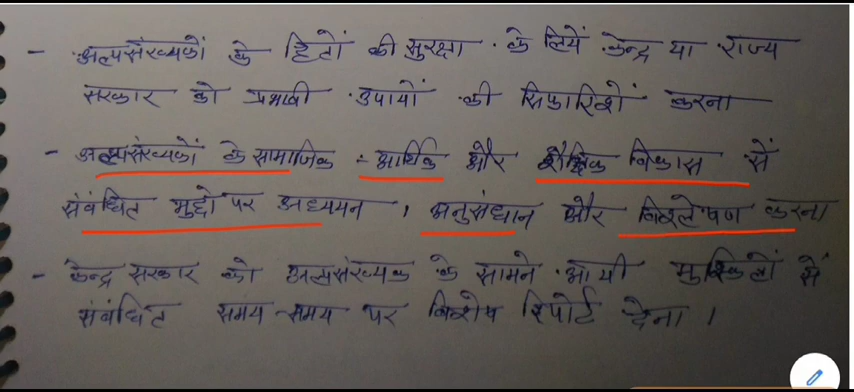 - अल्पसंख्यकों के हितों की सुरक्षा के लिये केन्द्र या राज्य
सरकार को प्रभावी उपायों की सिफारिशें करना
- अल्पसंख्यकों के सामाजिक आर्थिक और शैक्षिक विकास से
संबंधित मुद्दो पर अध्ययन, अनुसंधान और विश्लेषण करना
- केन्द्र सरकार को अल्पसंख्यक के सामने आयी मुश्किलों से
संबंधित समय-समय पर विशेष रिपोर्ट देना ।